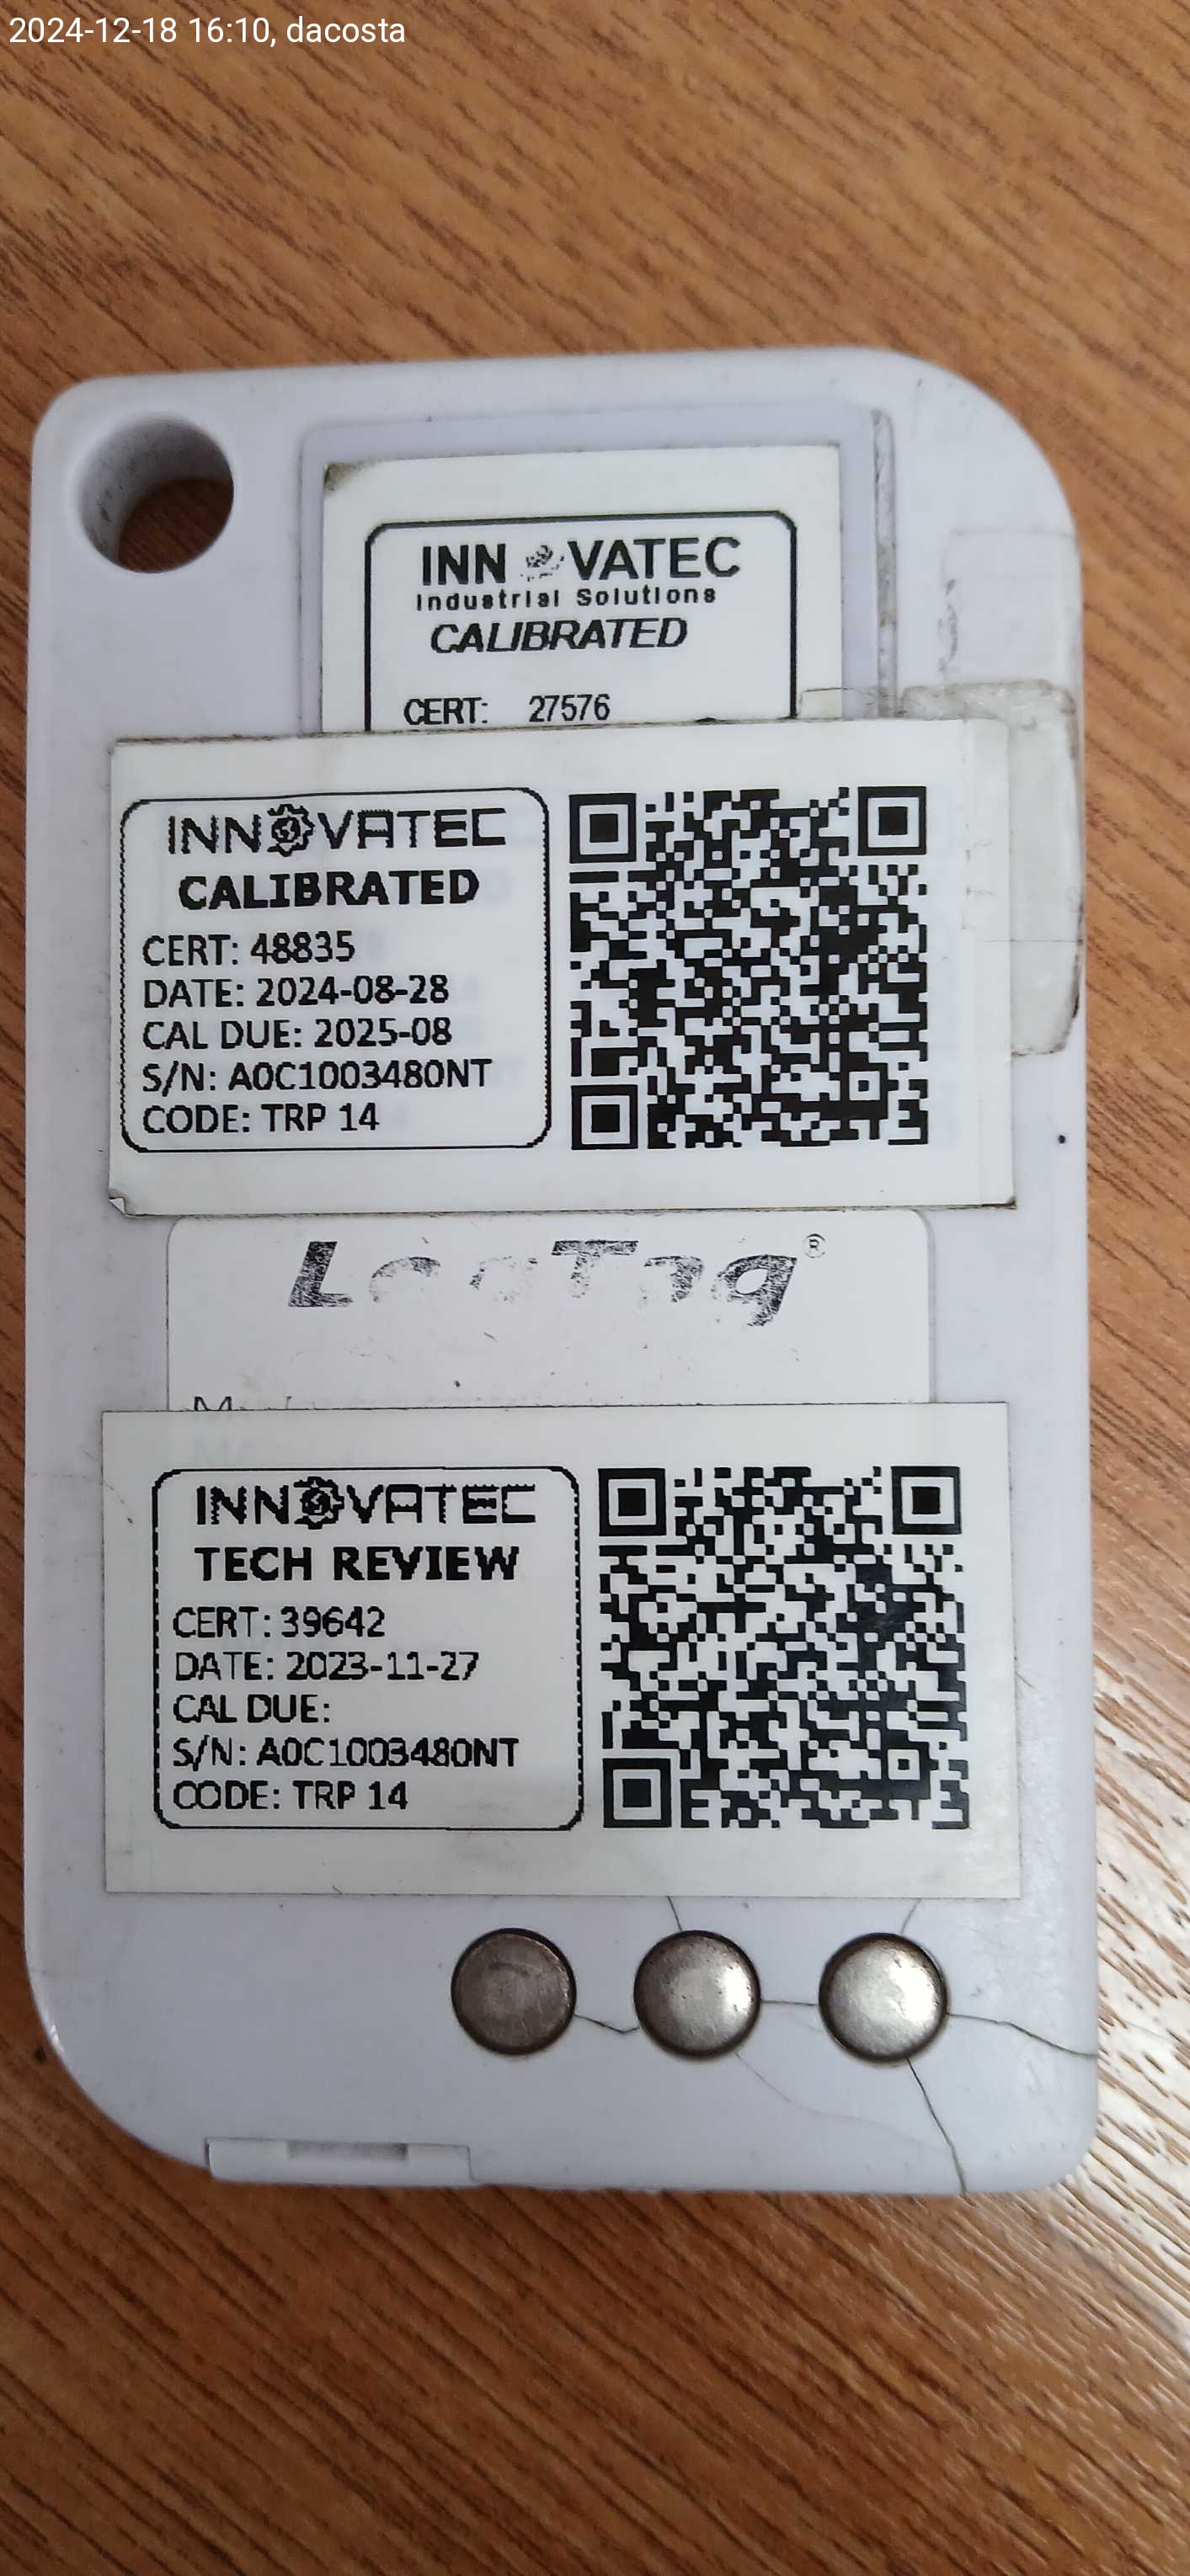 2024-12-18 16:10, dacosta
INNOVATEC
Industrial Solutions
CALIBRATED
CERT: 27576
INNOVATEC
CALIBRATED
CERT: 48835
DATE: 2024-08-28
CAL DUE: 2025-08
S/N: A0C1003480NT
CODE: TRP 14
LogTag®
INNOVATEC
TECH REVIEW
CERT: 39642
DATE: 2023-11-27
CAL DUE:
S/N: A0C1003480NT
CODE: TRP 14